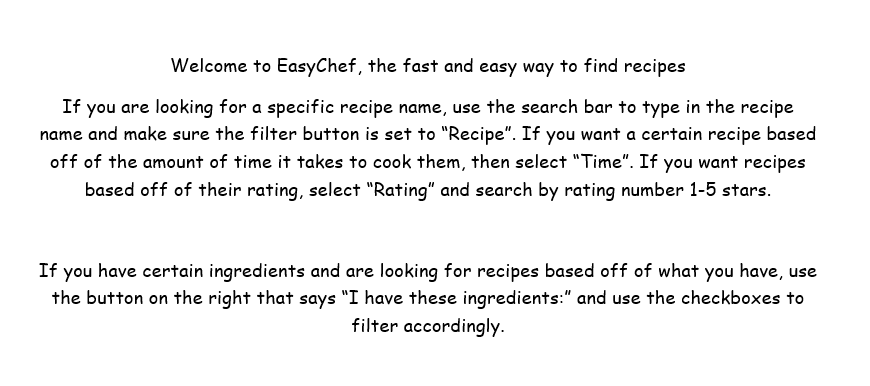 Welcome to EasyChef, the fast and easy way to find recipes
If you are looking for a specific recipe name, use the search bar to type in the recipe
name and make sure the filter button is set to “Recipe”. If you want a certain recipe based
off of the amount of time it takes to cook them, then select “Time”. If you want recipes
based off of their rating, select “Rating” and search by rating number 1-5 stars.
If you have certain ingredients and are looking for recipes based off of what you have, use
the button on the right that says “I have these ingredients:” and use the checkboxes to
filter accordingly.